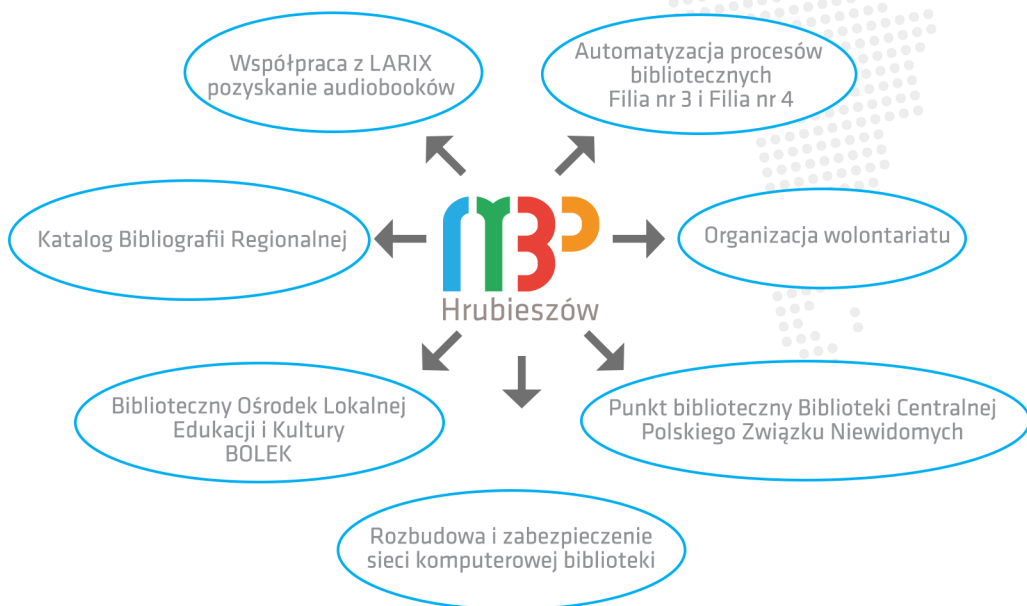 Współpraca z LARIX
pozyskanie audiobooków
Automatyzacja procesów
bibliotecznych
Filia nr 3 i Filia nr 4
Katalog Bibliografii Regionalnej
MBP
Hrubieszów
Organizacja wolontariatu
Biblioteczny Ośrodek Lokalnej
Edukacji i Kultury
BOLEK
Punkt biblioteczny Biblioteki Centralnej
Polskiego Związku Niewidomych
Rozbudowa i zabezpieczenie
sieci komputerowej biblioteki